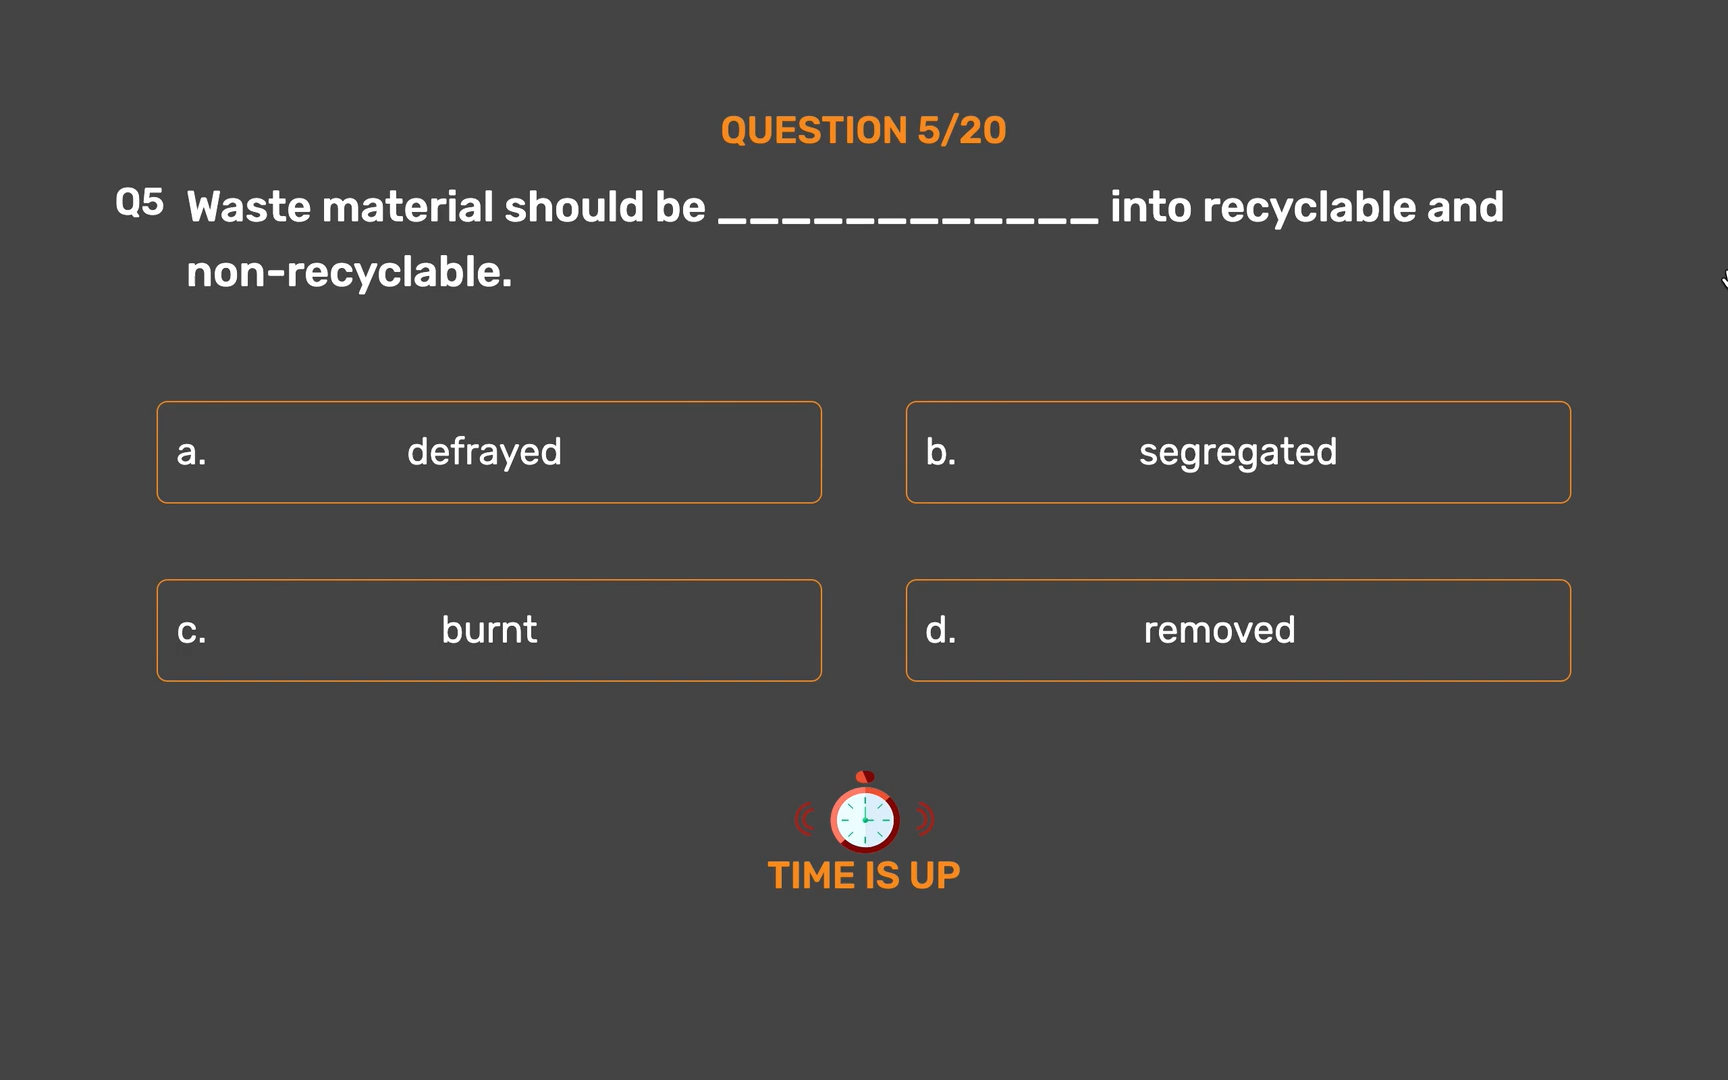 QUESTION 5/20
Q5 Waste material should be ____________ into recyclable and
non-recyclable.
a. defrayed
b. segregated
c. burnt
d. removed
TIME IS UP